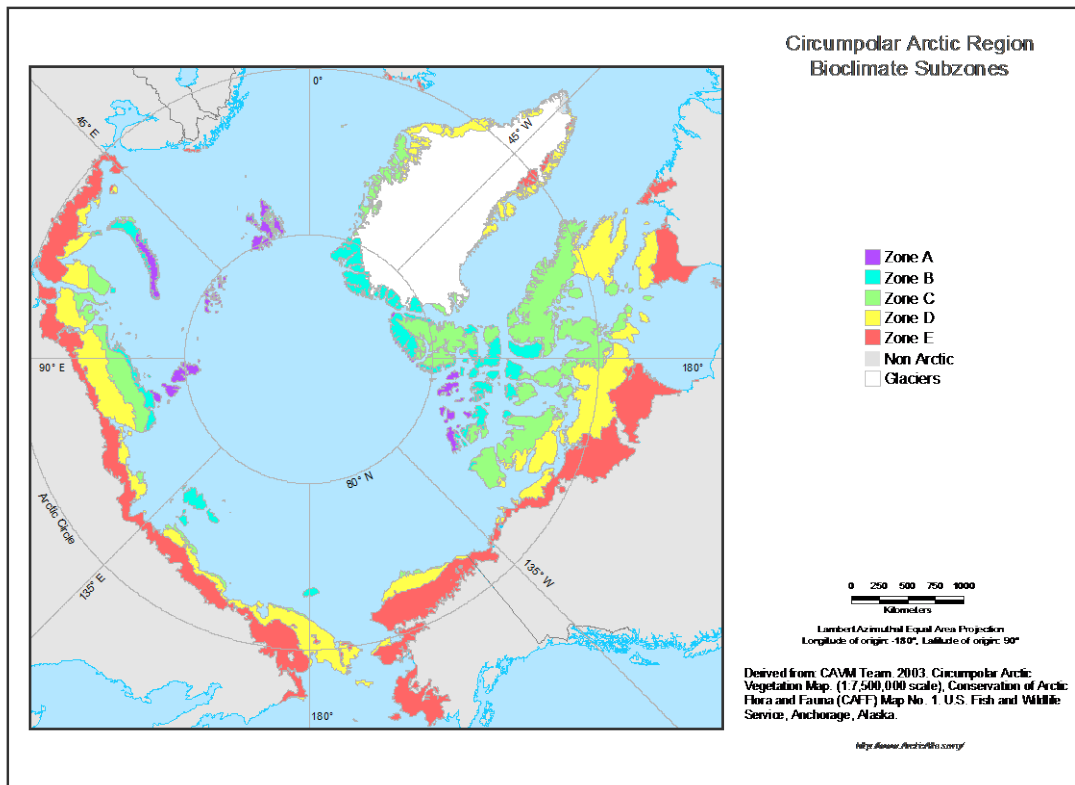 Circumpolar Arctic Region
Bioclimate Subzones
0°
45° E
45° W
90° E
180°
80° N
Arctic Circle
135° E
135° W
180°
Zone A
Zone B
Zone C
Zone D
Zone E
Non Arctic
Glaciers
0 250 500 750 1000
Kilometers
Lambert Azimuthal Equal Area Projection
Longitude of origin: -180°, Latitude of origin: 90°
Derived from: CAVM Team. 2003. Circumpolar Arctic
Vegetation Map. (1:7,500,000 scale), Conservation of Arctic
Flora and Fauna (CAFF) Map No. 1. U.S. Fish and Wildlife
Service, Anchorage, Alaska.